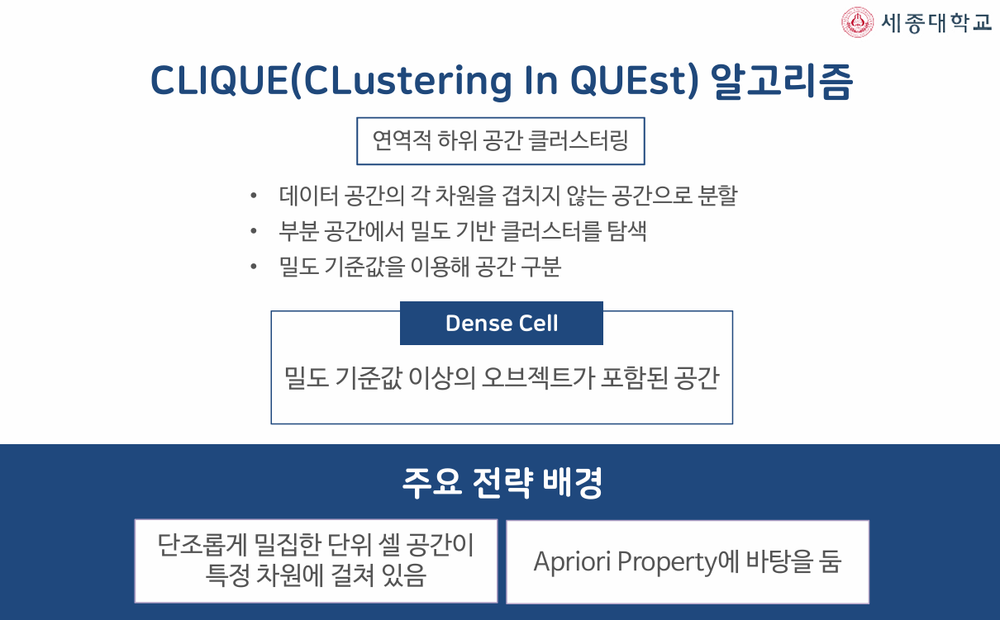 세종대학교
CLIQUE(CLustering In QUEst) 알고리즘
연역적 하위 공간 클러스터링
• 데이터 공간의 각 차원을 겹치지 않는 공간으로 분할
• 부분 공간에서 밀도 기반 클러스터를 탐색
• 밀도 기준값을 이용해 공간 구분
Dense Cell
밀도 기준값 이상의 오브젝트가 포함된 공간
주요 전략 배경
단조롭게 밀집한 단위 셀 공간이
특정 차원에 걸쳐 있음
Apriori Property에 바탕을 둠